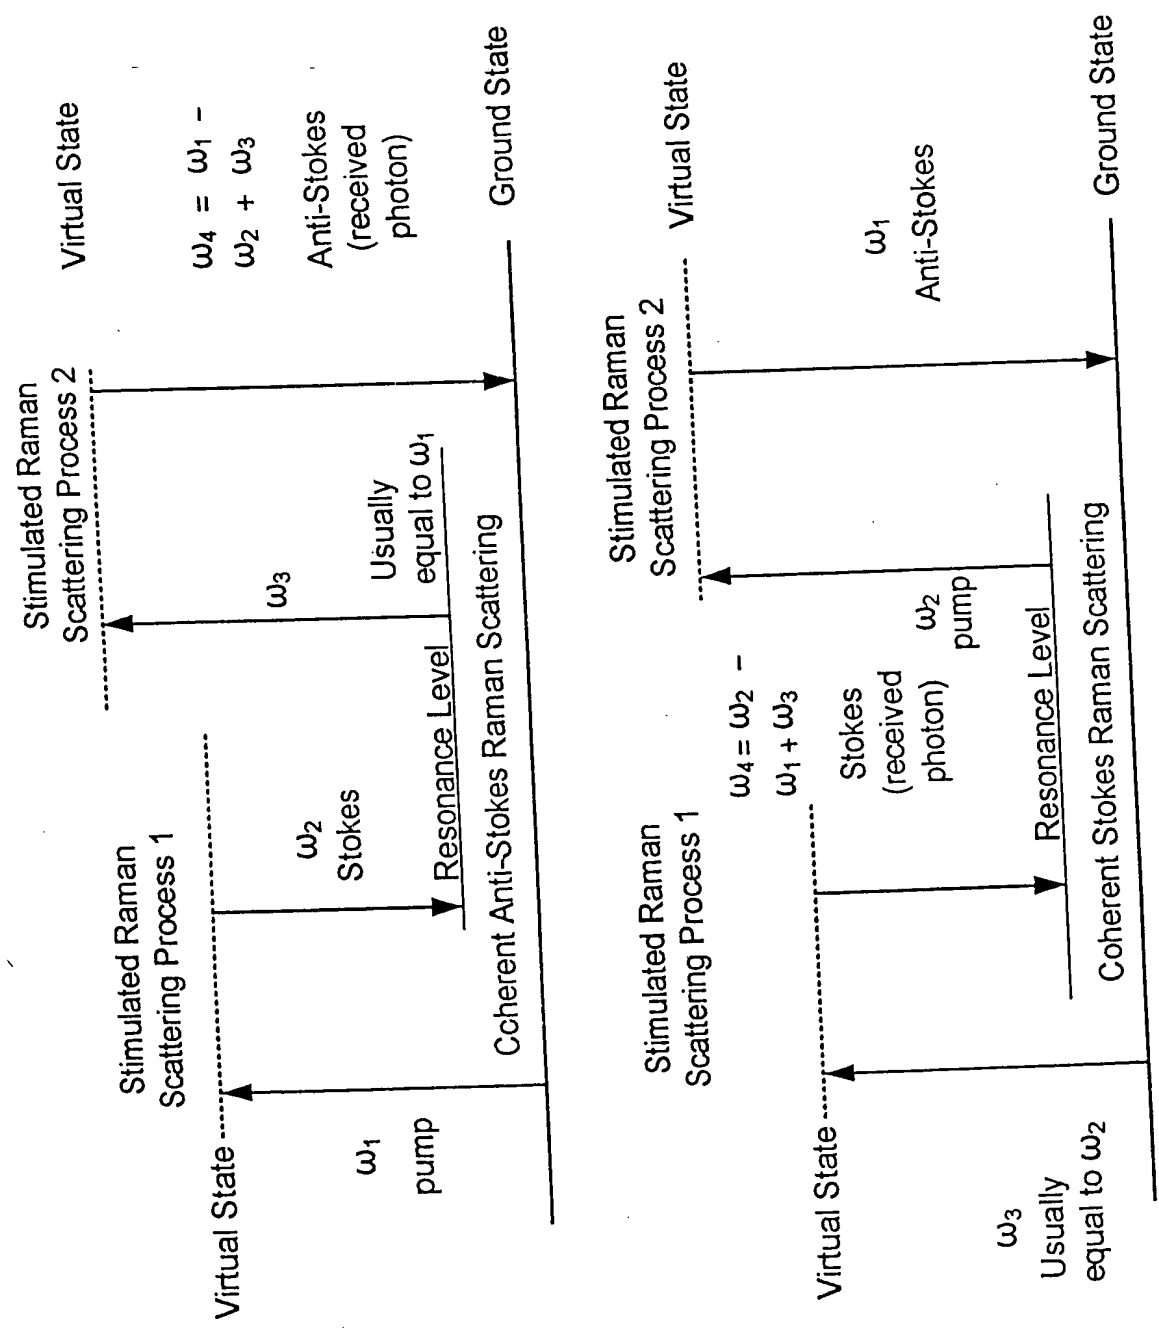 Stimulated Raman
Scattering Process 1
Stimulated Raman
Scattering Process 2
Virtual State
Virtual State
ω1
pump
ω2
Stokes
ω3
Usually
equal to ω1
ω4 = ω1 -
ω2 + ω3
Anti-Stokes
(received
photon)
Resonance Level
Coherent Anti-Stokes Raman Scattering
Ground State
Stimulated Raman
Scattering Process 1
Stimulated Raman
Scattering Process 2
Virtual State
Virtual State
ω3
Usually
equal to ω2
ω4 = ω2 -
ω1 + ω3
Stokes
(received
photon)
ω2
pump
ω1
Anti-Stokes
Resonance Level
Coherent Stokes Raman Scattering
Ground State